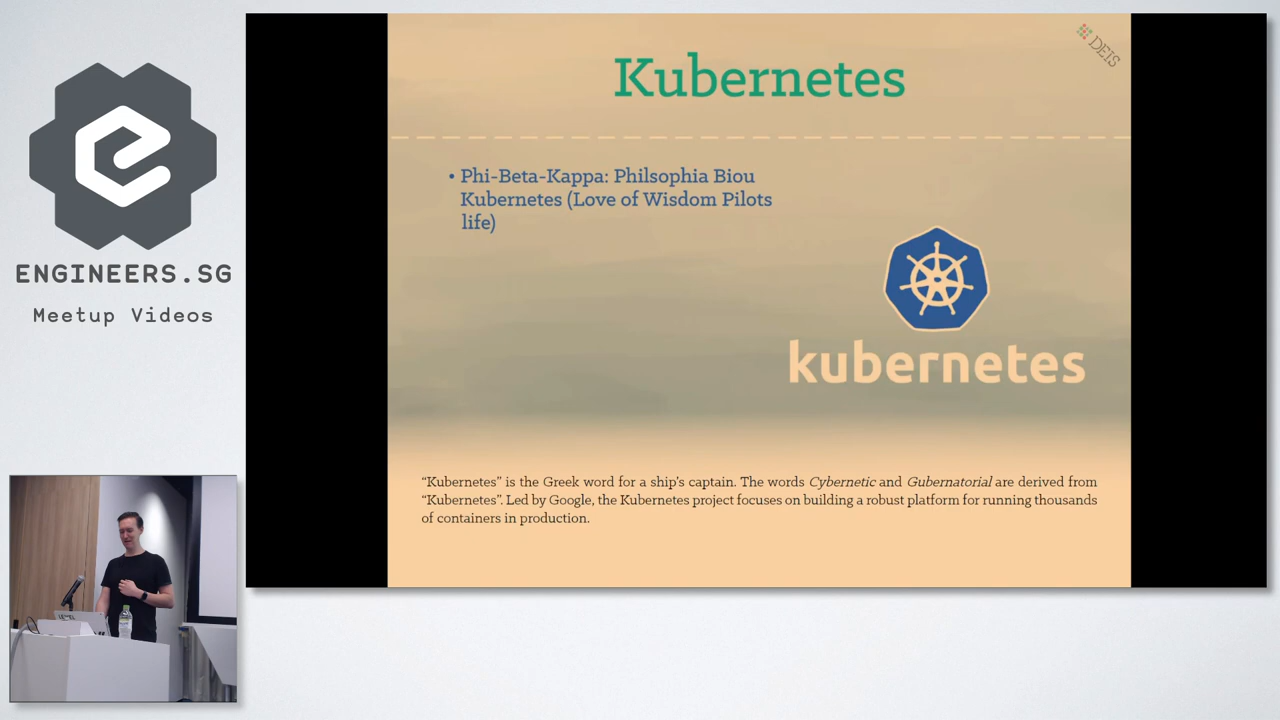 ENGINEERS.SG
Meetup Videos
DEIS
Kubernetes
• Phi-Beta-Kappa: Philsophia Biou
Kubernetes (Love of Wisdom Pilots
life)
kubernetes
“Kubernetes” is the Greek word for a ship's captain. The words Cybernetic and Gubernatorial are derived from
“Kubernetes”. Led by Google, the Kubernetes project focuses on building a robust platform for running thousands
of containers in production.